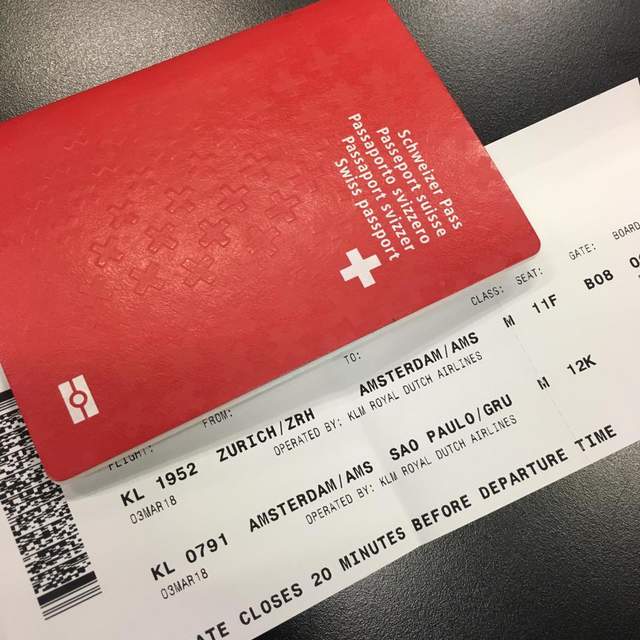 Schweizer Pass
Passeport suisse
Passaporto svizzero
Passaport svizzer
Swiss passport
FLIGHT: FROM: TO: CLASS: SEAT: GATE: BOARD
KL 1952 ZURICH/ZRH AMSTERDAM/AMS M 11F B08
03MAR18 OPERATED BY: KLM ROYAL DUTCH AIRLINES
KL 0791 AMSTERDAM/AMS SAO PAULO/GRU M 12K
03MAR18 OPERATED BY: KLM ROYAL DUTCH AIRLINES
ATE CLOSES 20 MINUTES BEFORE DEPARTURE TIME